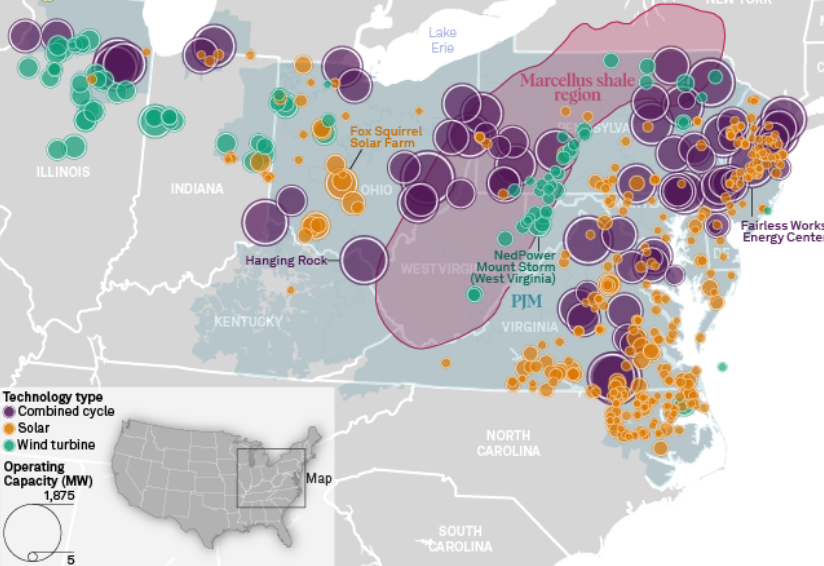 NEW YORK
Lake
Erie
Marcellus shale
region
PENNSYLVA
Fox Squirrel
Solar Farm
ILLINOIS
INDIANA
OHIO
Fairless Works
Energy Center
Hanging Rock
WEST VIRGI
NedPower
Mount Storm
(West Virginia)
PJM
KENTUCKY
VIRGINIA
Technology type
Combined cycle
Solar
Wind turbine
Operating
Capacity (MW)
1,875
5
Map
NORTH
CAROLINA
SOUTH
CAROLINA